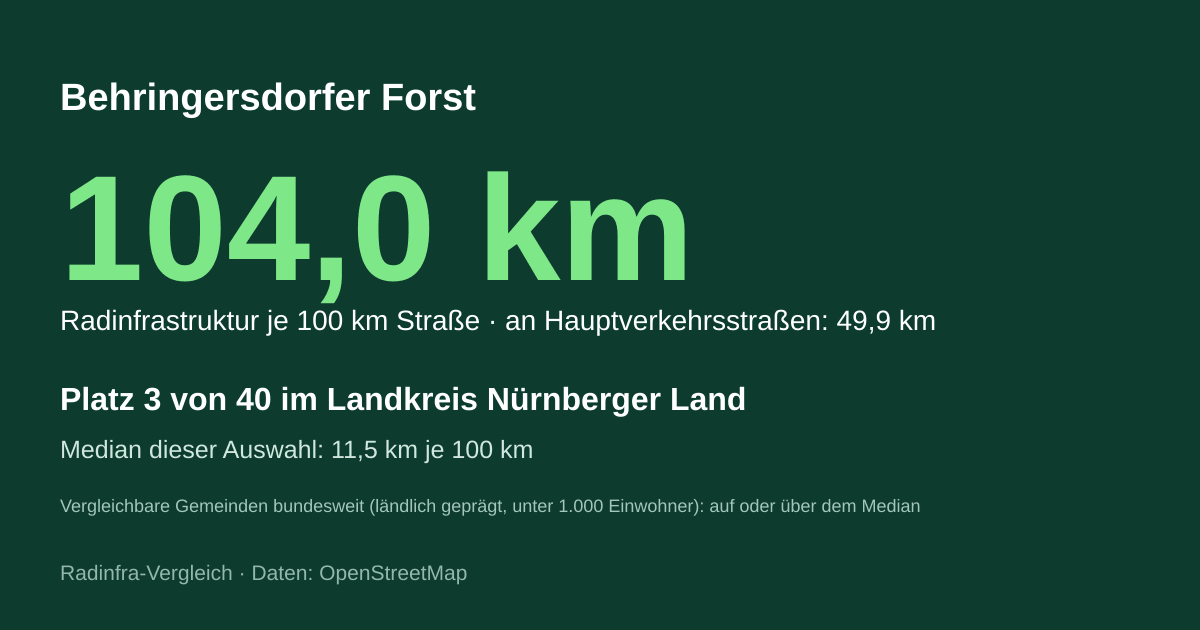 Behringersdorfer Forst
104,0 km
Radinfrastruktur je 100 km Straße · an Hauptverkehrsstraßen: 49,9 km
Platz 3 von 40 im Landkreis Nürnberger Land
Median dieser Auswahl: 11,5 km je 100 km
Vergleichbare Gemeinden bundesweit (ländlich geprägt, unter 1.000 Einwohner): auf oder über dem Median
Radinfra-Vergleich · Daten: OpenStreetMap